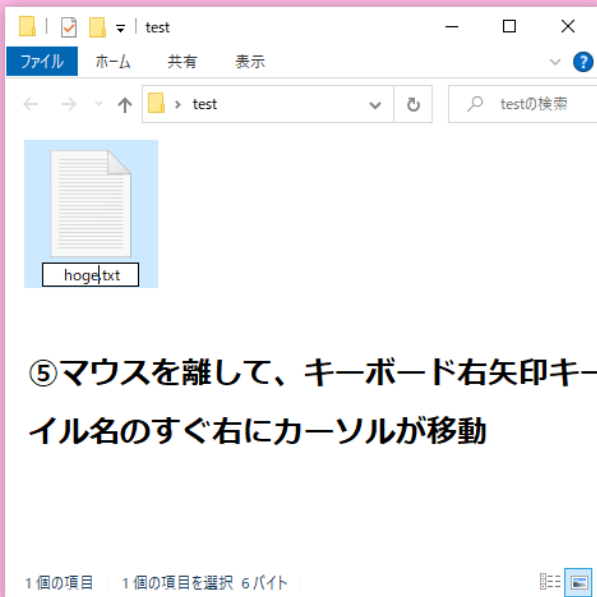 test
ファイル ホーム 共有 表示
test testの検索
hoge.txt
⑤マウスを離して、キーボード右矢印キー
イル名のすぐ右にカーソルが移動
1個の項目 1個の項目を選択 6バイト